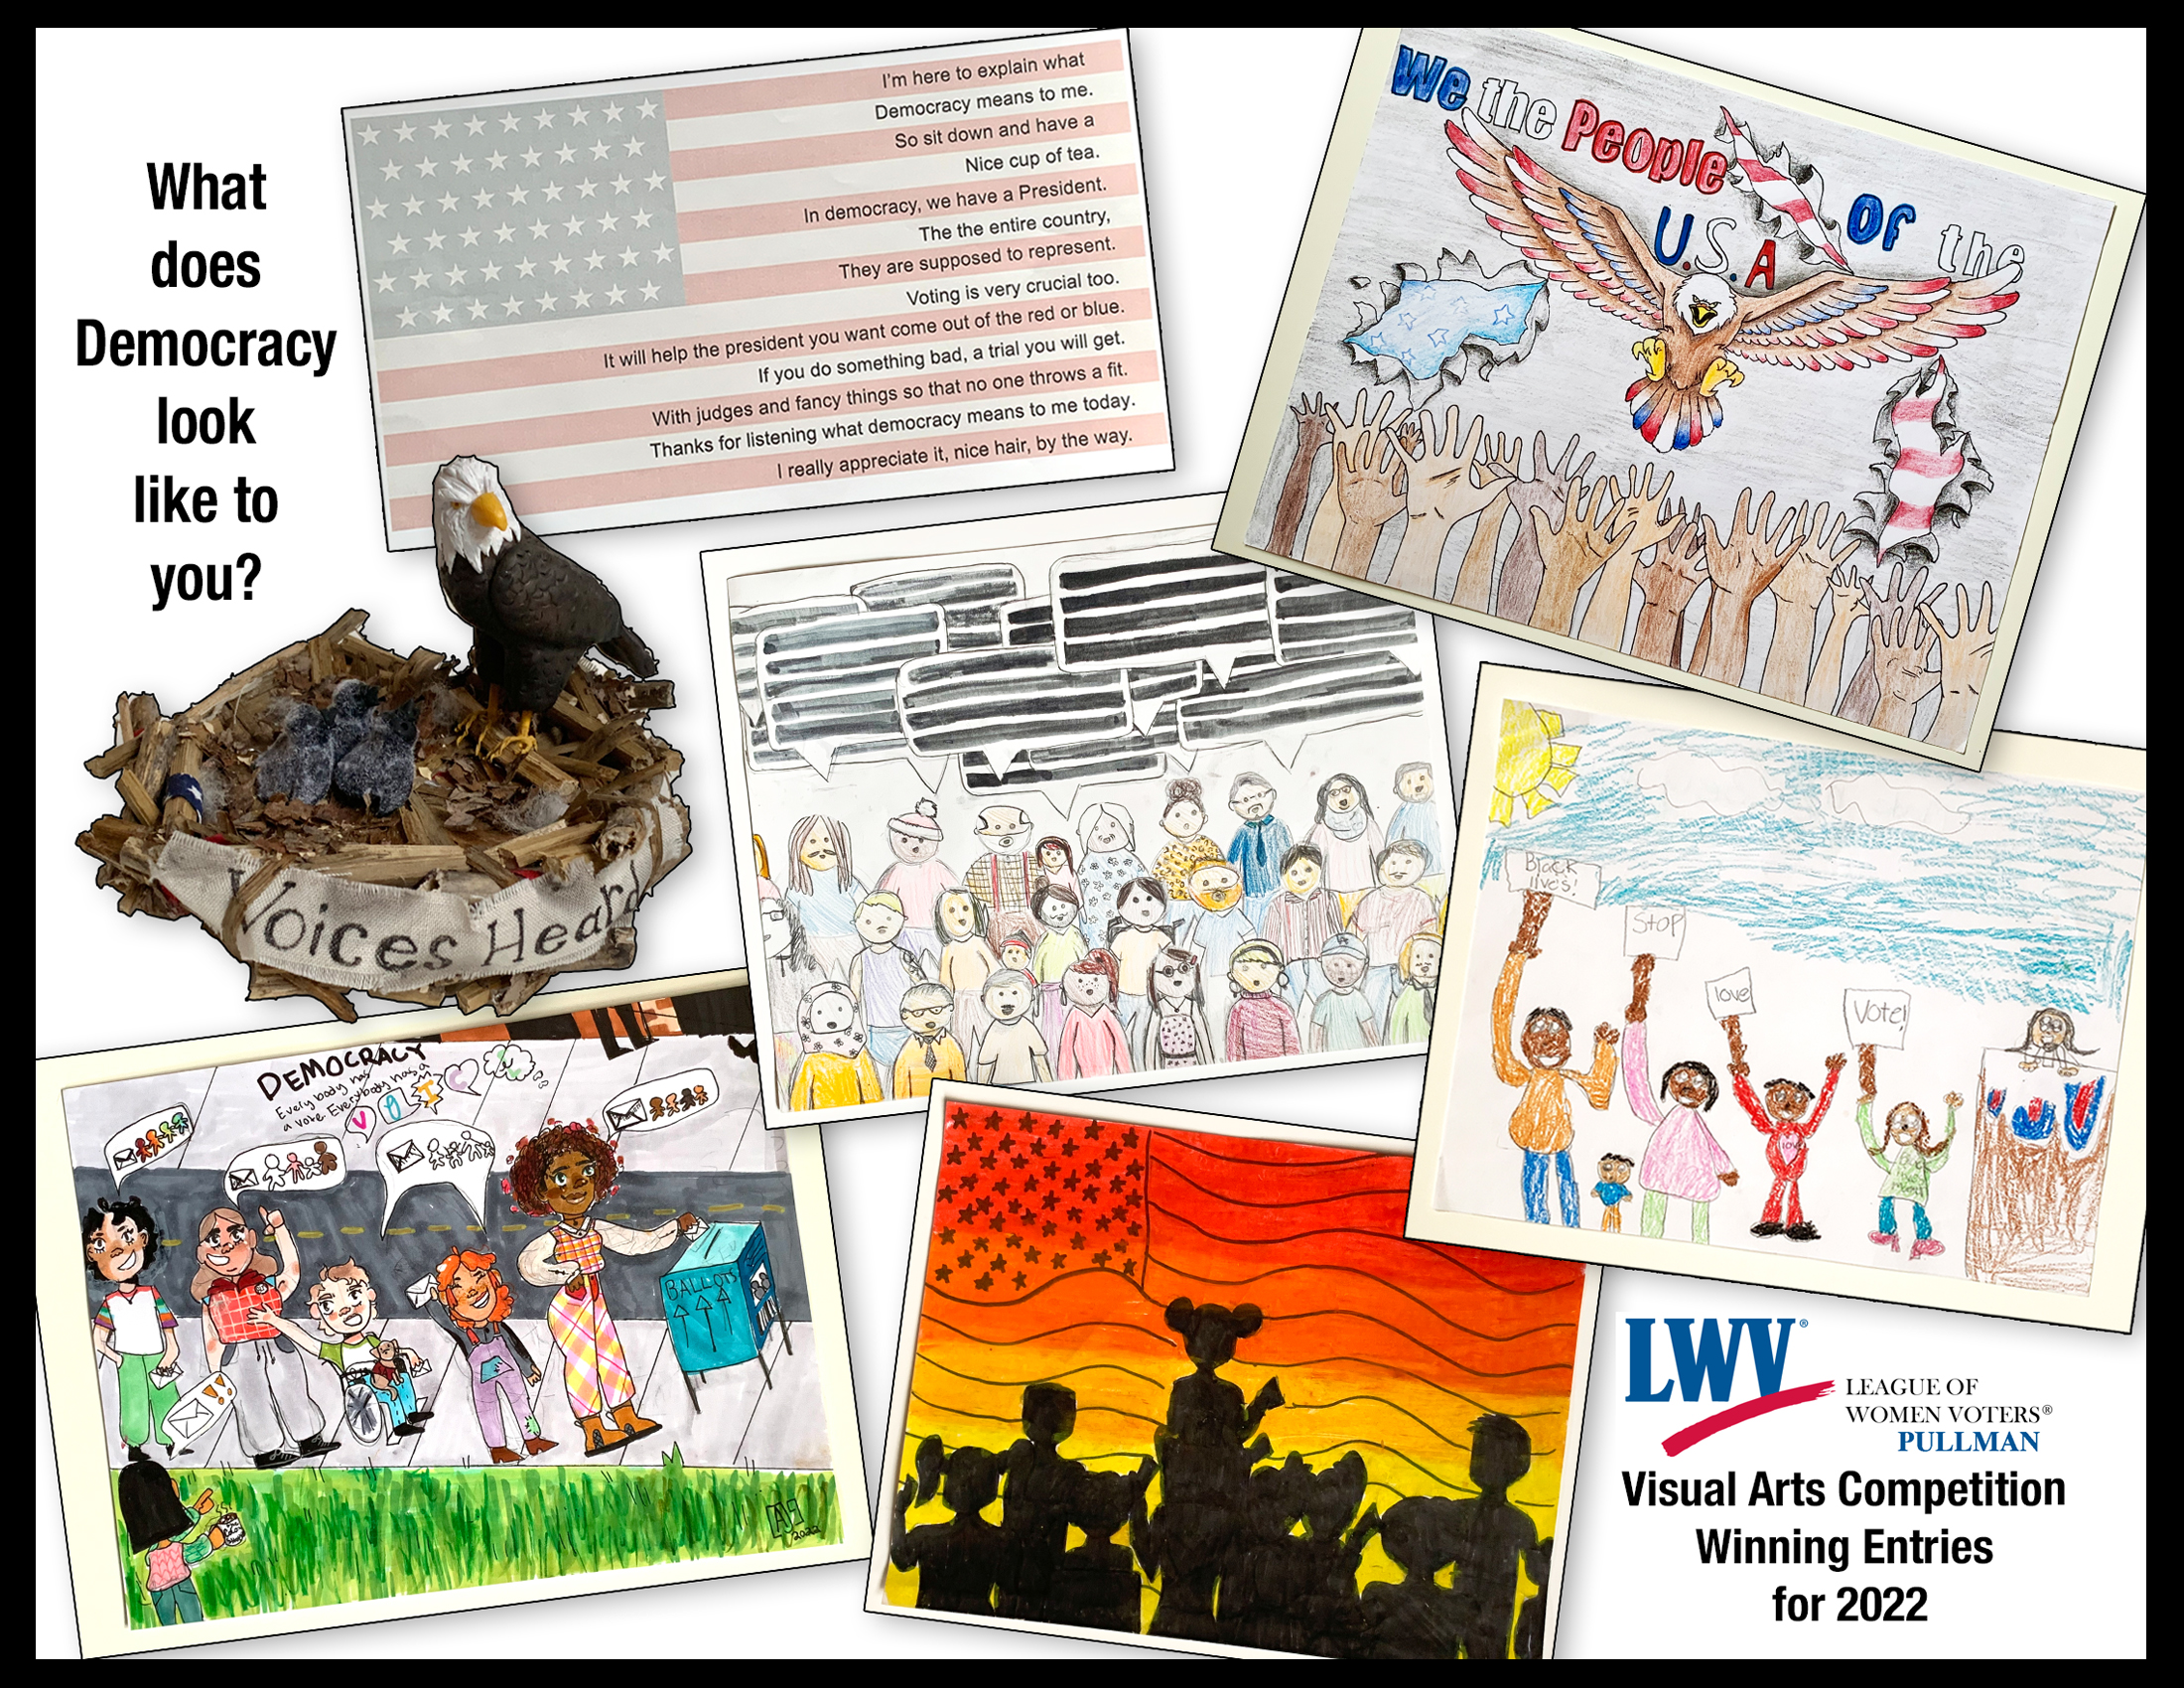 What
does
Democracy
look
like to
you?
I'm here to explain what
Democracy means to me.
So sit down and have a
Nice cup of tea.
In democracy, we have a President.
The the entire country,
They are supposed to represent.
Voting is very crucial too.
It will help the president you want come out of the red or blue.
If you do something bad, a trial you will get.
With judges and fancy things so that no one throws a fit.
Thanks for listening what democracy means to me today.
I really appreciate it, nice hair, by the way.
We the People Of the
U.S.A
Voices Heard
Black
lives!
Stop
love
Vote!
love
DEMOCRACY
Everybody has
a vote Everybody has a
V O I C E
BALLOTS
2022
LWV®
LEAGUE OF
WOMEN VOTERS®
PULLMAN
Visual Arts Competition
Winning Entries
for 2022